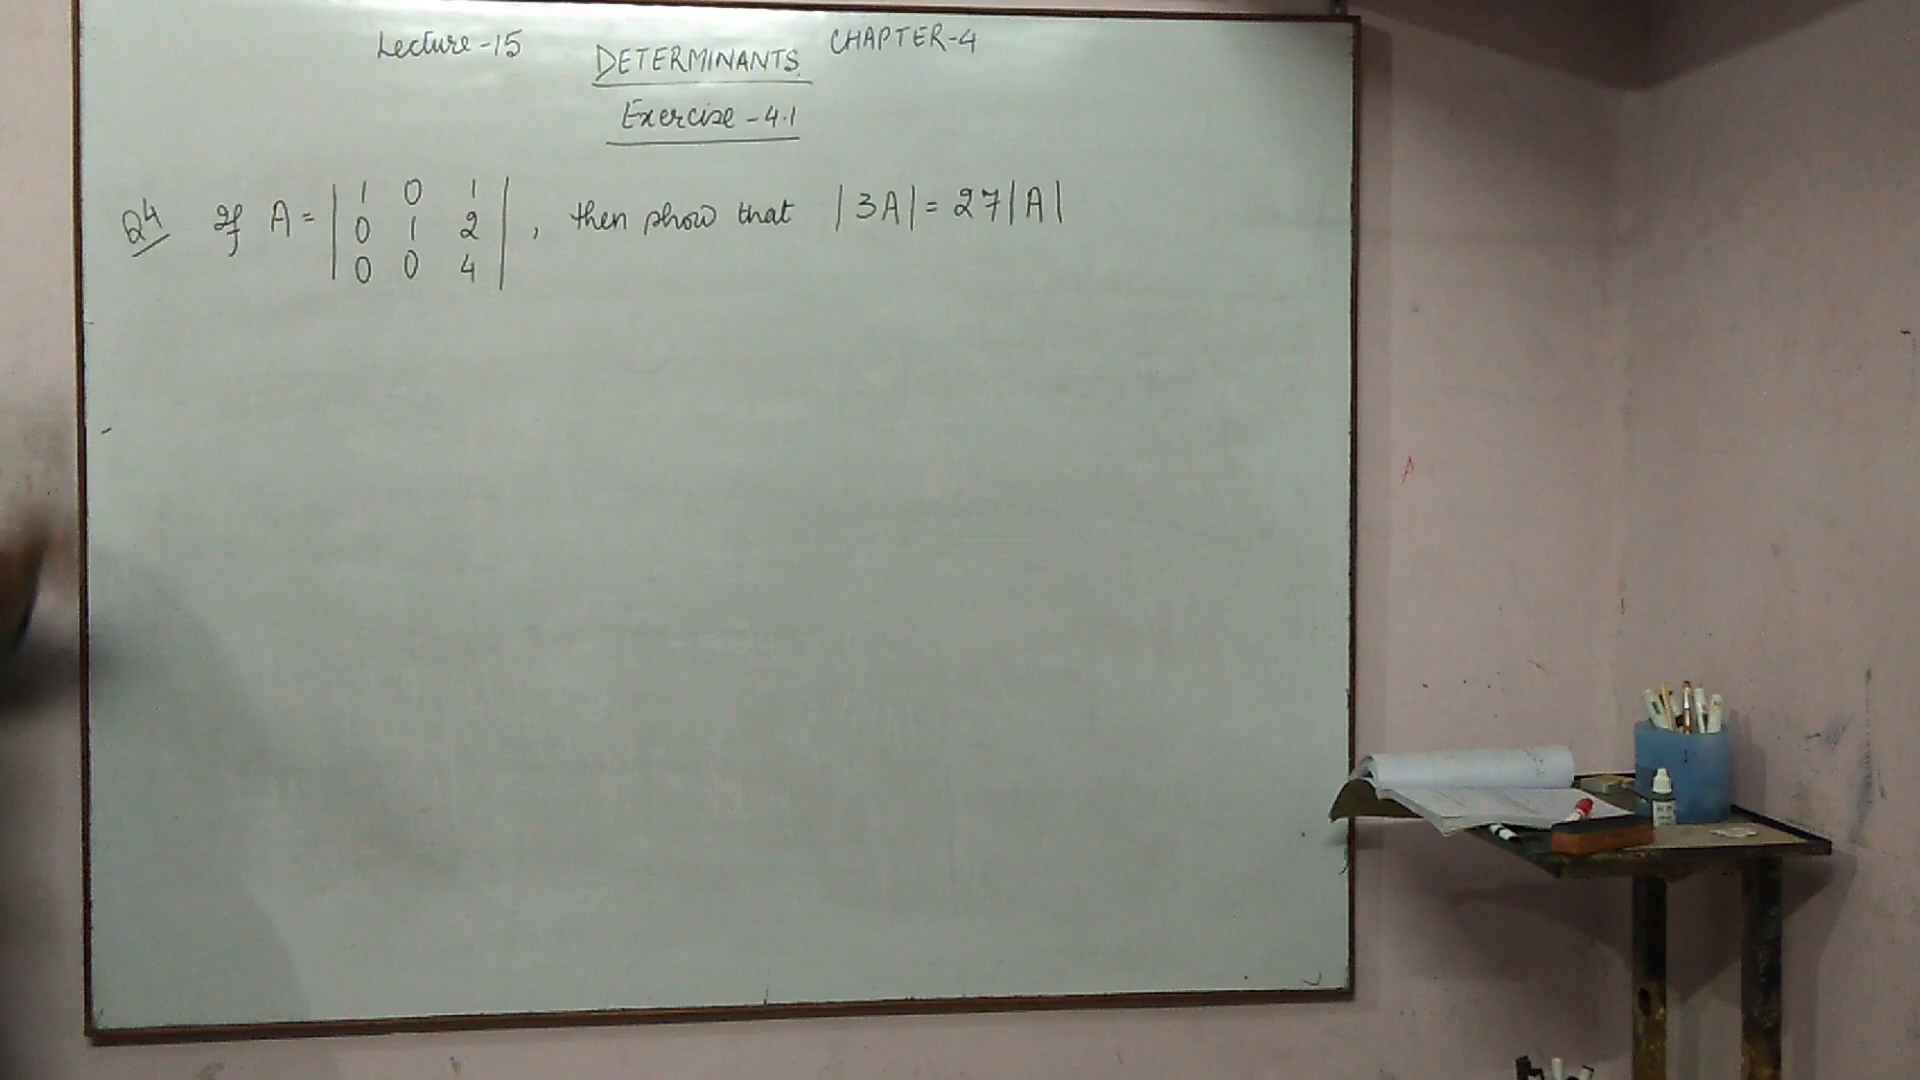 Lecture-15 DETERMINANTS CHAPTER-4
Exercise-4.1
Q4 If A = | 1 0 1 | , then show that |3A| = 27|A|
0 1 2
0 0 4